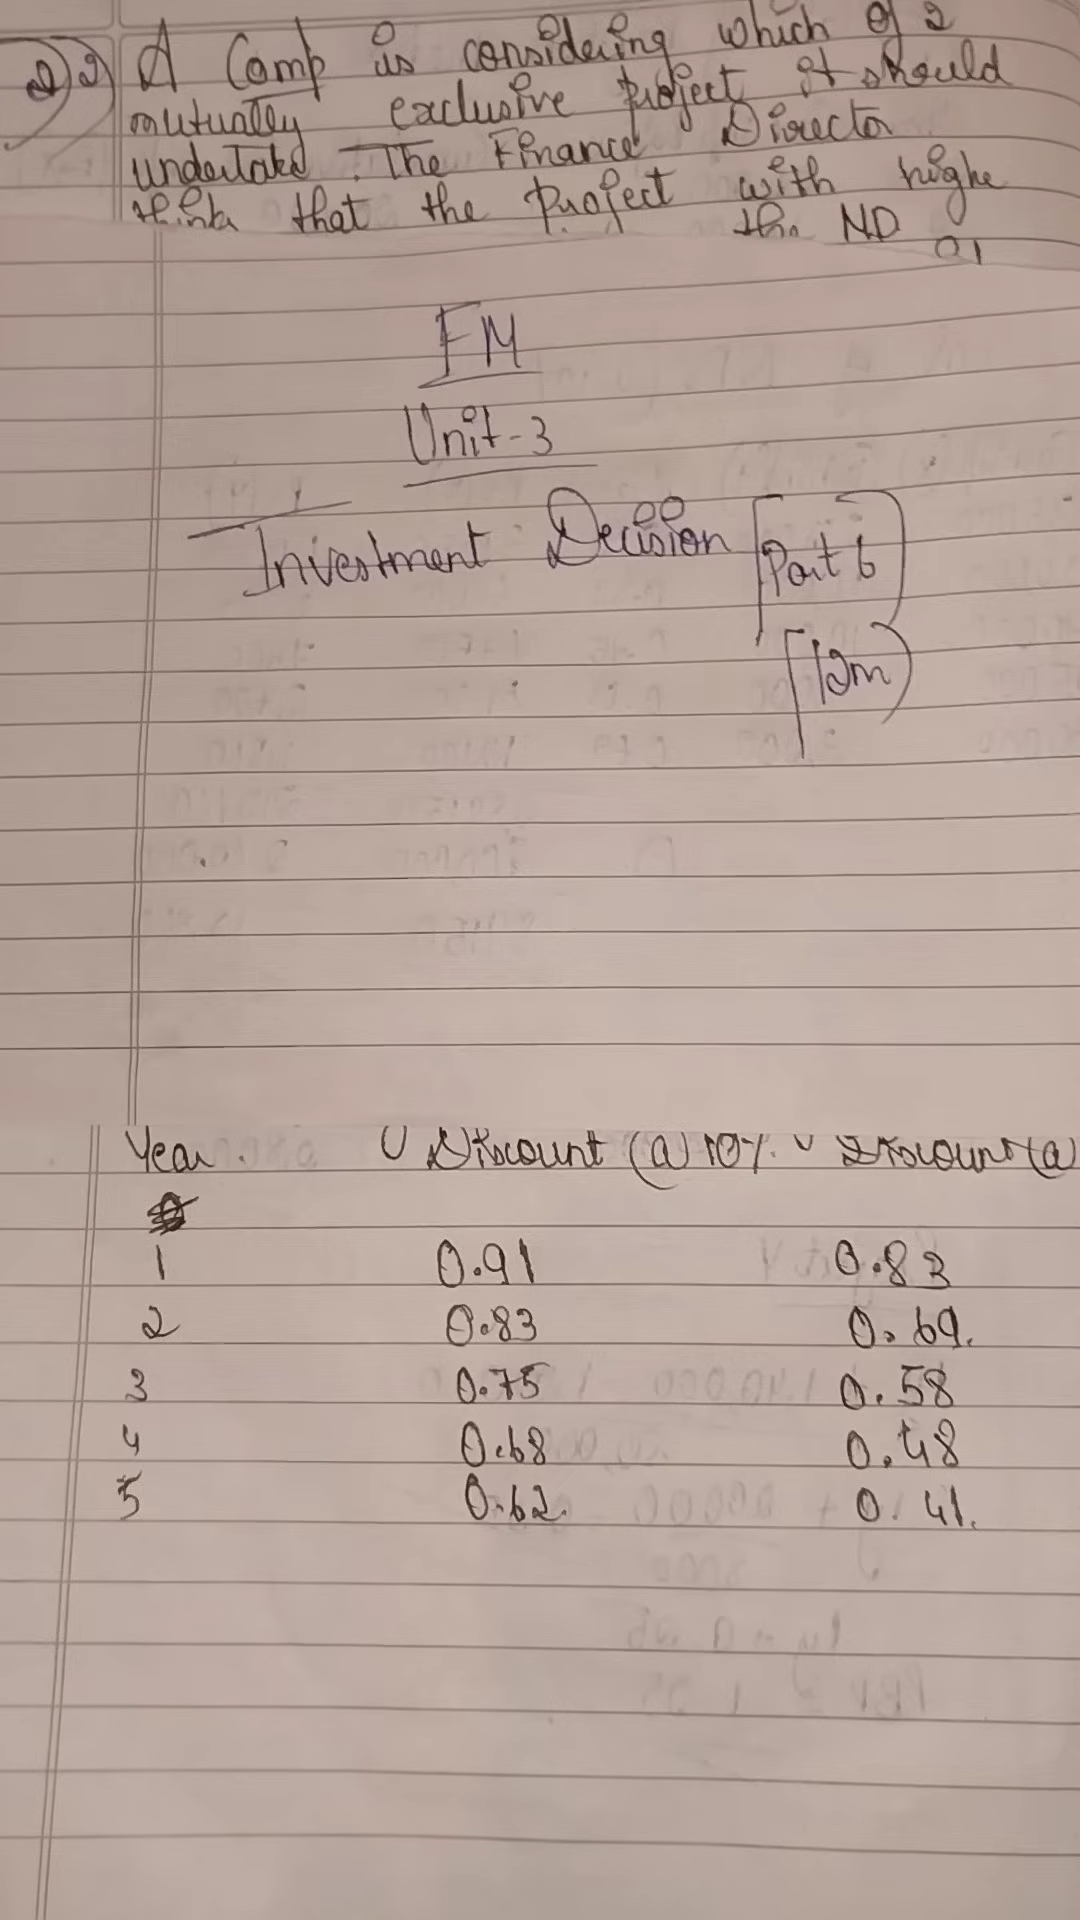 Q2) A Comp is considering which of 2
mutually exclusive project it should
undertake. The Finance Director
thinks that the project with highe
the NP
FM
Unit-3
Investment Decision [Part 6]
[12m]
Year. Discount (a) 10%. Discount (a)
1 0.91 0.83
2 0.83 0.69.
3 0.75 0.58
4 0.68 0.48
5 0.62. 0.41.